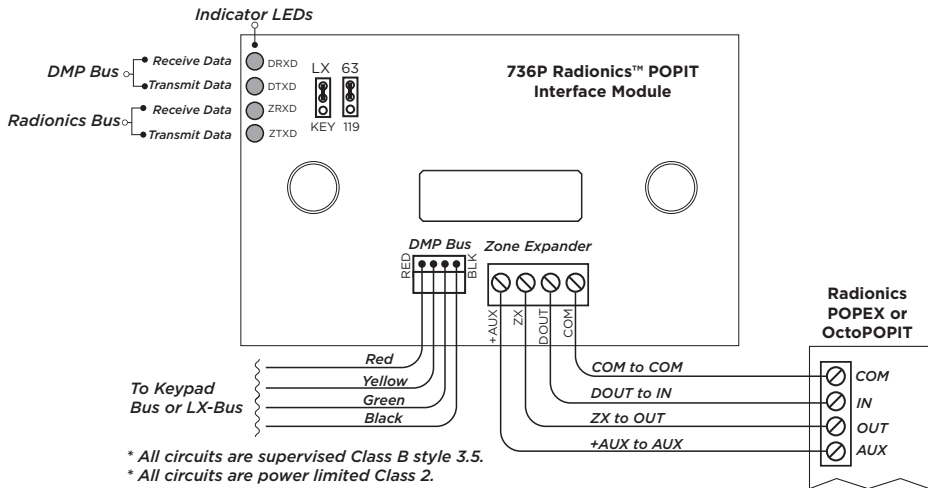 Indicator LEDs
DMP Bus
Receive Data
Transmit Data
Radionics Bus
Receive Data
Transmit Data
DRXD
DTXD
ZRXD
ZTXD
LX 63
KEY 119
736P Radionics™ POPIT
Interface Module
DMP Bus
RED
BLK
Zone Expander
+AUX
ZX
DOUT
COM
Red
Yellow
Green
Black
To Keypad
Bus or LX-Bus
COM to COM
DOUT to IN
ZX to OUT
+AUX to AUX
Radionics
POPEX or
OctoPOPIT
COM
IN
OUT
AUX
* All circuits are supervised Class B style 3.5.
* All circuits are power limited Class 2.